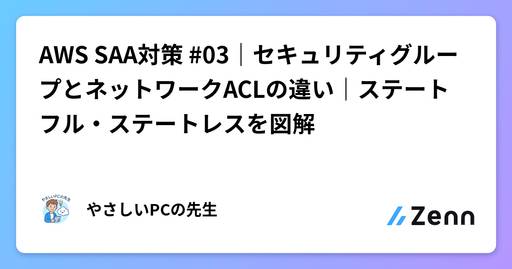 AWS SAA対策 #03｜セキュリティグルー
プとネットワークACLの違い｜ステート
フル・ステートレスを図解
やさしいPCの先生
Zenn